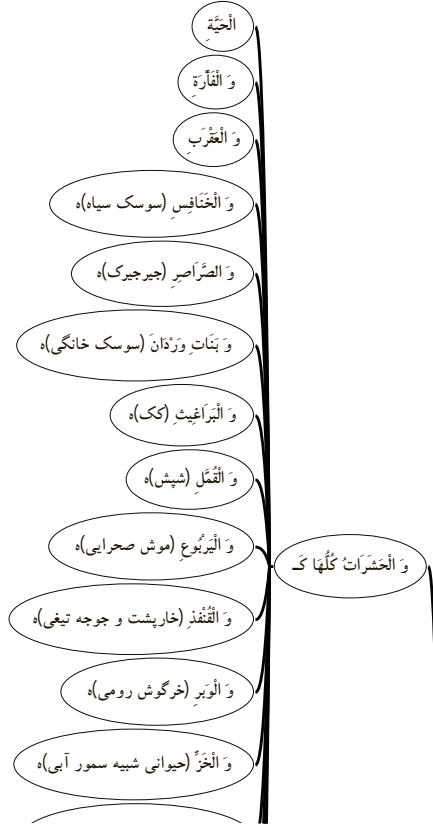 الْحَيَّةِ
وَ الْفَأْرَةِ
وَ الْعَقْرَبِ
وَ الْخَنَافِسِ (سوسک سیاه)ه
وَ الصَّرَاصِرِ (جیرجیرک)ه
وَ بَنَاتِ وَرْدَانَ (سوسک خانگی)ه
وَ الْبَرَاغِيثِ (کک)ه
وَ الْقُمَّلِ (شپش)ه
وَ الْيَرْبُوعِ (موش صحرایی)ه
وَ الْحَشَرَاتُ كُلُّهَا كَـ
وَ الْقُنْفُذِ (خارپشت و جوجه تیغی)ه
وَ الْوَبَرِ (خرگوش رومی)ه
وَ الْخَزِّ (حیوانی شبیه سمور آبی)ه